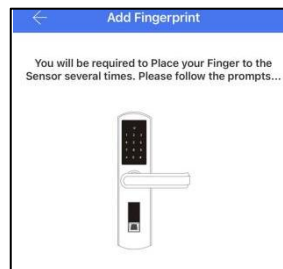 Add Fingerprint
You will be required to Place your Finger to the
Sensor several times. Please follow the prompts...